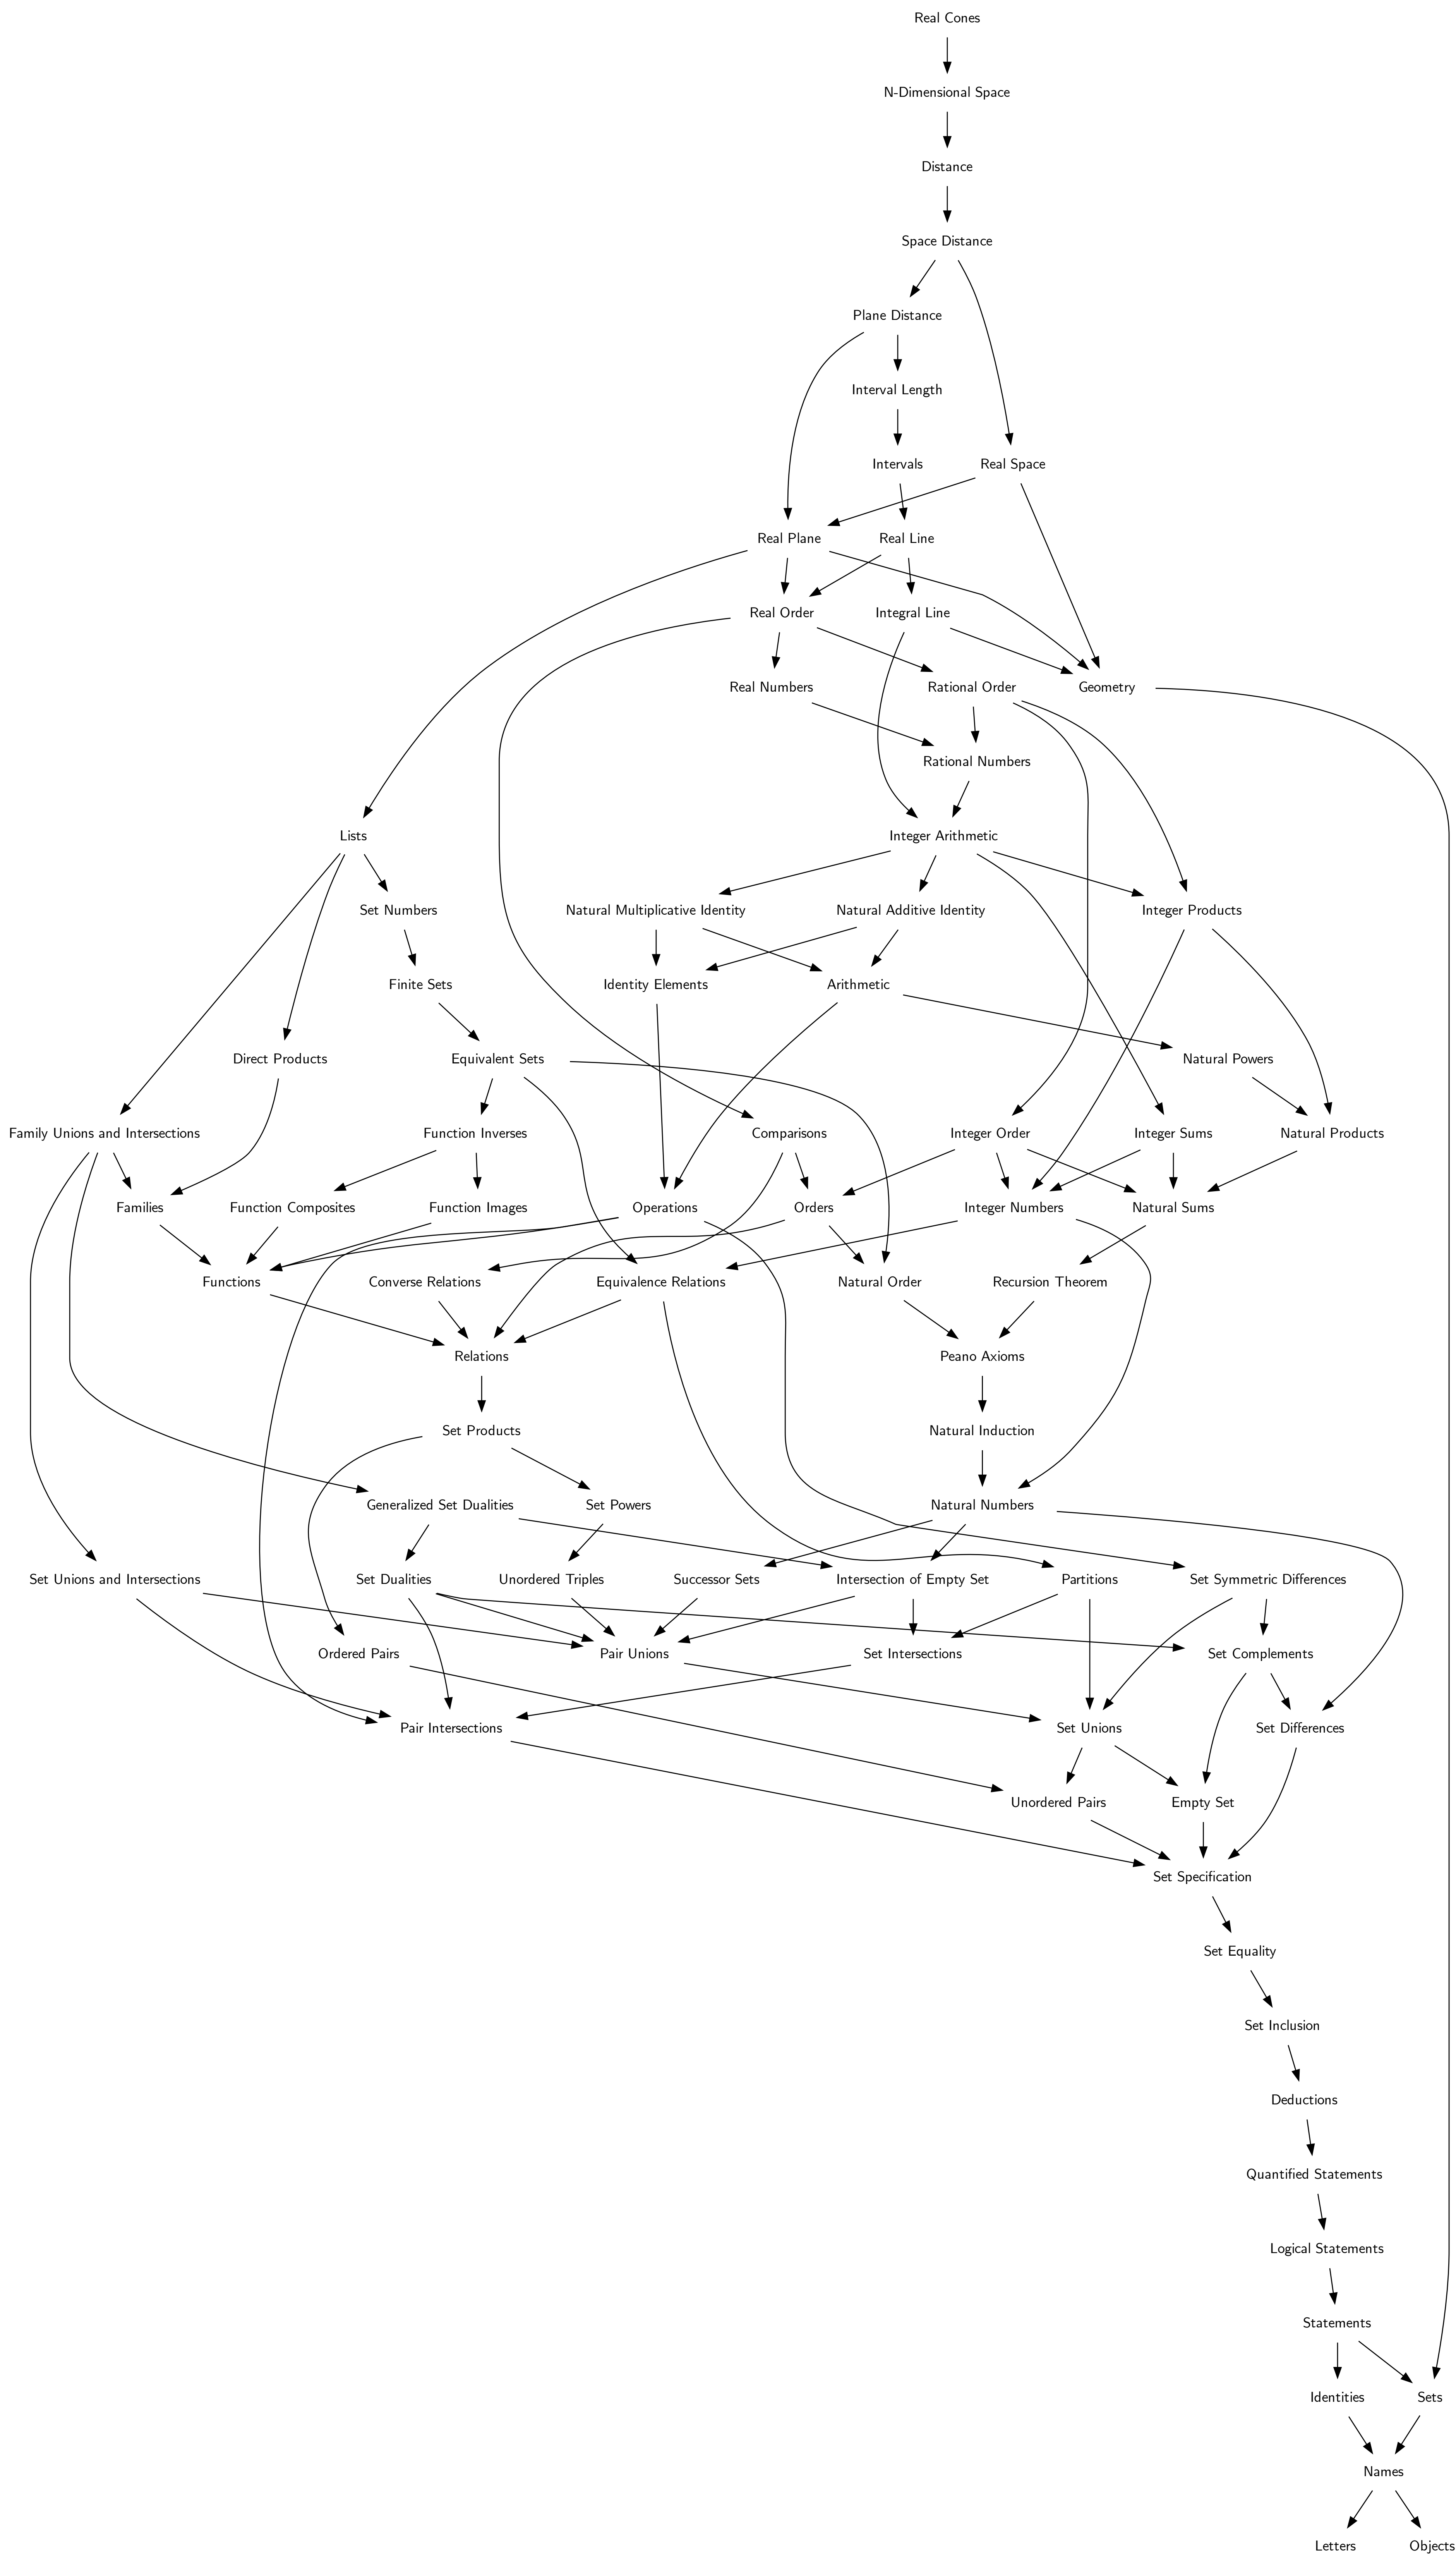 Real Cones
N-Dimensional Space
Distance
Space Distance
Plane Distance
Interval Length
Intervals
Real Space
Real Plane
Real Line
Real Order
Integral Line
Real Numbers
Rational Order
Geometry
Rational Numbers
Lists
Integer Arithmetic
Set Numbers
Natural Multiplicative Identity
Natural Additive Identity
Integer Products
Finite Sets
Identity Elements
Arithmetic
Direct Products
Equivalent Sets
Natural Powers
Family Unions and Intersections
Function Inverses
Comparisons
Integer Order
Integer Sums
Natural Products
Families
Function Composites
Function Images
Operations
Orders
Integer Numbers
Natural Sums
Functions
Converse Relations
Equivalence Relations
Natural Order
Recursion Theorem
Relations
Peano Axioms
Set Products
Natural Induction
Generalized Set Dualities
Set Powers
Natural Numbers
Set Unions and Intersections
Set Dualities
Unordered Triples
Successor Sets
Intersection of Empty Set
Partitions
Set Symmetric Differences
Ordered Pairs
Pair Unions
Set Intersections
Set Complements
Pair Intersections
Set Unions
Set Differences
Unordered Pairs
Empty Set
Set Specification
Set Equality
Set Inclusion
Deductions
Quantified Statements
Logical Statements
Statements
Identities
Sets
Names
Letters
Objects